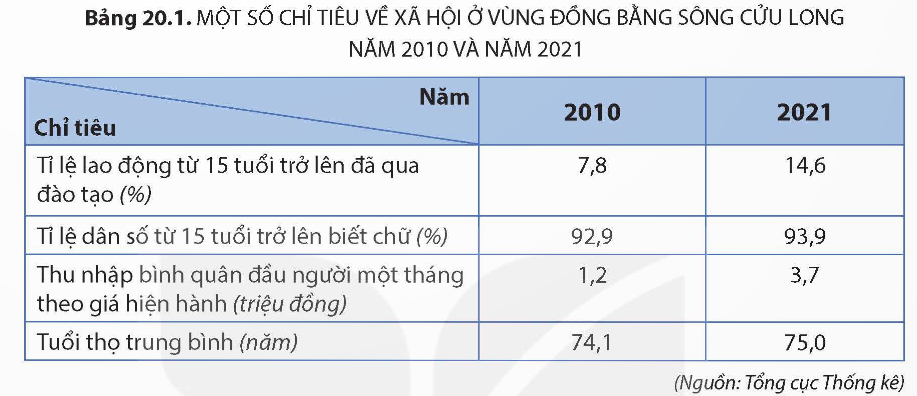 Bảng 20.1. MỘT SỐ CHỈ TIÊU VỀ XÃ HỘI Ở VÙNG ĐỒNG BẰNG SÔNG CỬU LONG
NĂM 2010 VÀ NĂM 2021
Năm
Chỉ tiêu
2010
2021
Tỉ lệ lao động từ 15 tuổi trở lên đã qua
đào tạo (%)
7,8
14,6
Tỉ lệ dân số từ 15 tuổi trở lên biết chữ (%)
92,9
93,9
Thu nhập bình quân đầu người một tháng
theo giá hiện hành (triệu đồng)
1,2
3,7
Tuổi thọ trung bình (năm)
74,1
75,0
(Nguồn: Tổng cục Thống kê)